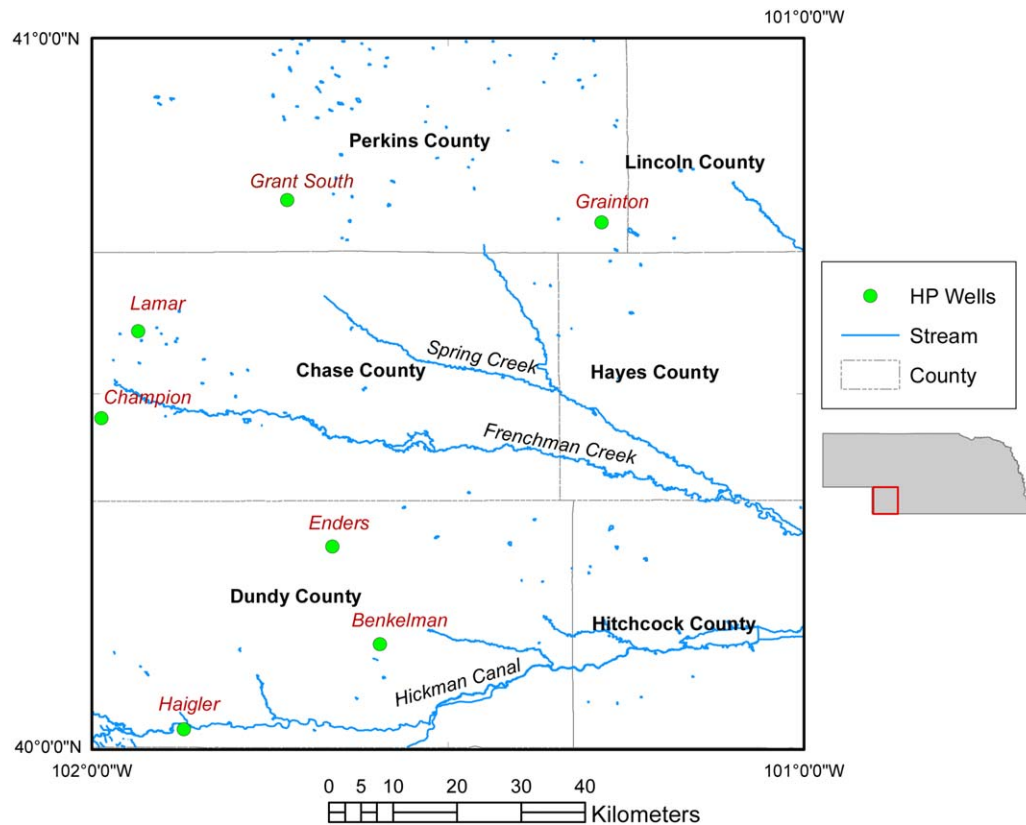 101°0'0"W
41°0'0"N
Perkins County
Lincoln County
Grant South
Grainton
Lamar
Spring Creek
Chase County
Hayes County
Champion
Frenchman Creek
Enders
Dundy County
Benkelman
Hitchcock County
Hickman Canal
Haigler
40°0'0"N
102°0'0"W
101°0'0"W
HP Wells
Stream
County
0 5 10 20 30 40
Kilometers